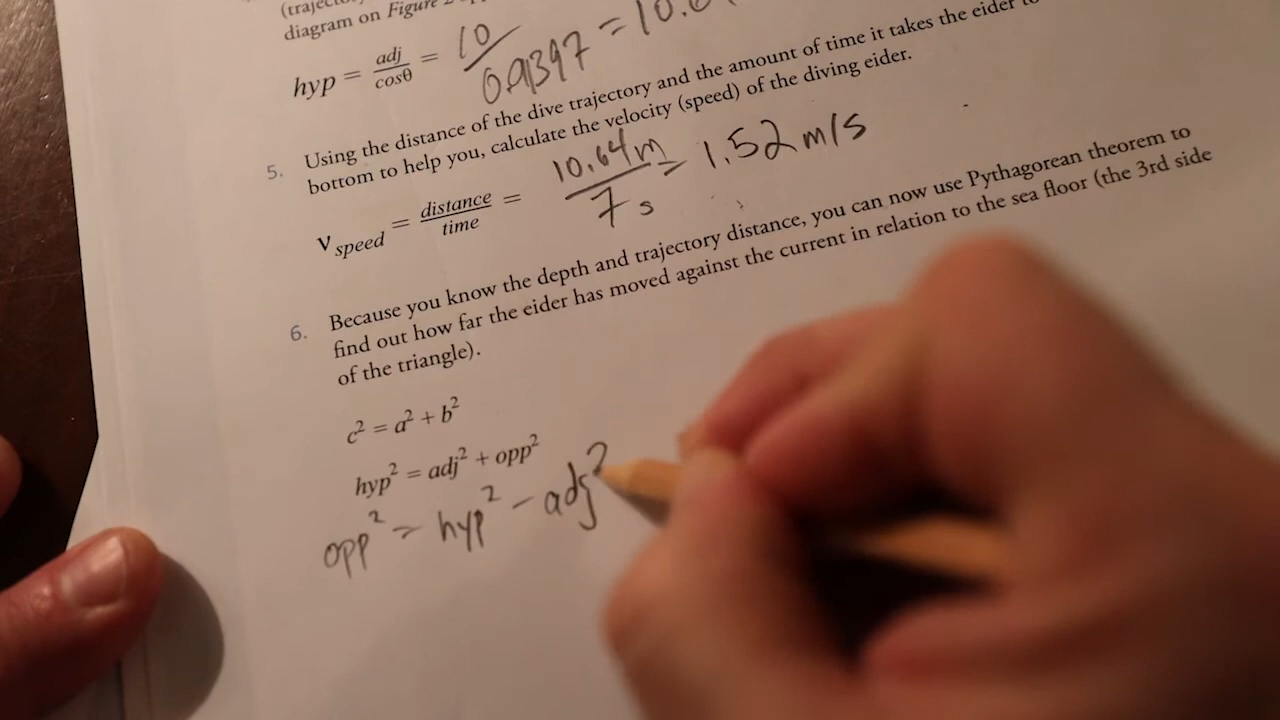 (trajectory
diagram on Figure
hyp = adj/cosθ = 10/0.9397 = 10.6
5. Using the distance of the dive trajectory and the amount of time it takes the eider to
bottom to help you, calculate the velocity (speed) of the diving eider.
v speed = distance/time = 10.64m/7s = 1.52 m/s
6. Because you know the depth and trajectory distance, you can now use Pythagorean theorem to
find out how far the eider has moved against the current in relation to the sea floor (the 3rd side
of the triangle).
c² = a² + b²
hyp² = adj² + opp²
opp² = hyp² - adj²